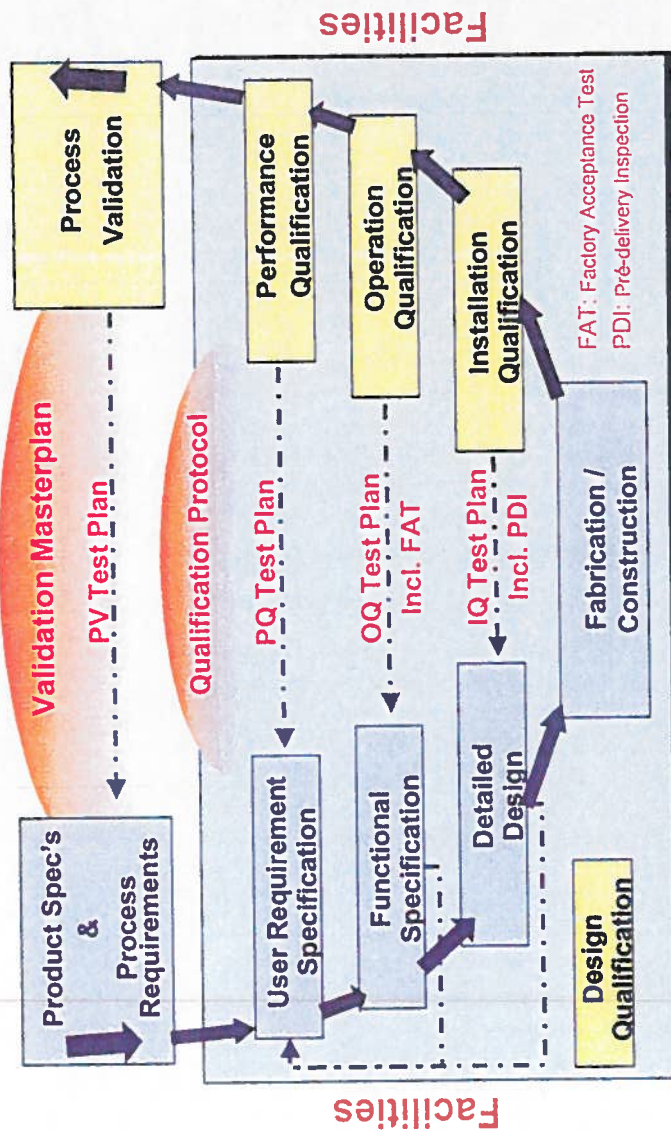 Facilities
Facilities
Validation Masterplan
Product Spec's
&
Process
Requirements
PV Test Plan
Process
Validation
Qualification Protocol
User Requirement
Specification
PQ Test Plan
Performance
Qualification
Functional
Specification
OQ Test Plan
Incl. FAT
Operation
Qualification
Detailed
Design
IQ Test Plan
Incl. PDI
Installation
Qualification
Design
Qualification
Fabrication /
Construction
FAT: Factory Acceptance Test
PDI: Pré-delivery Inspection